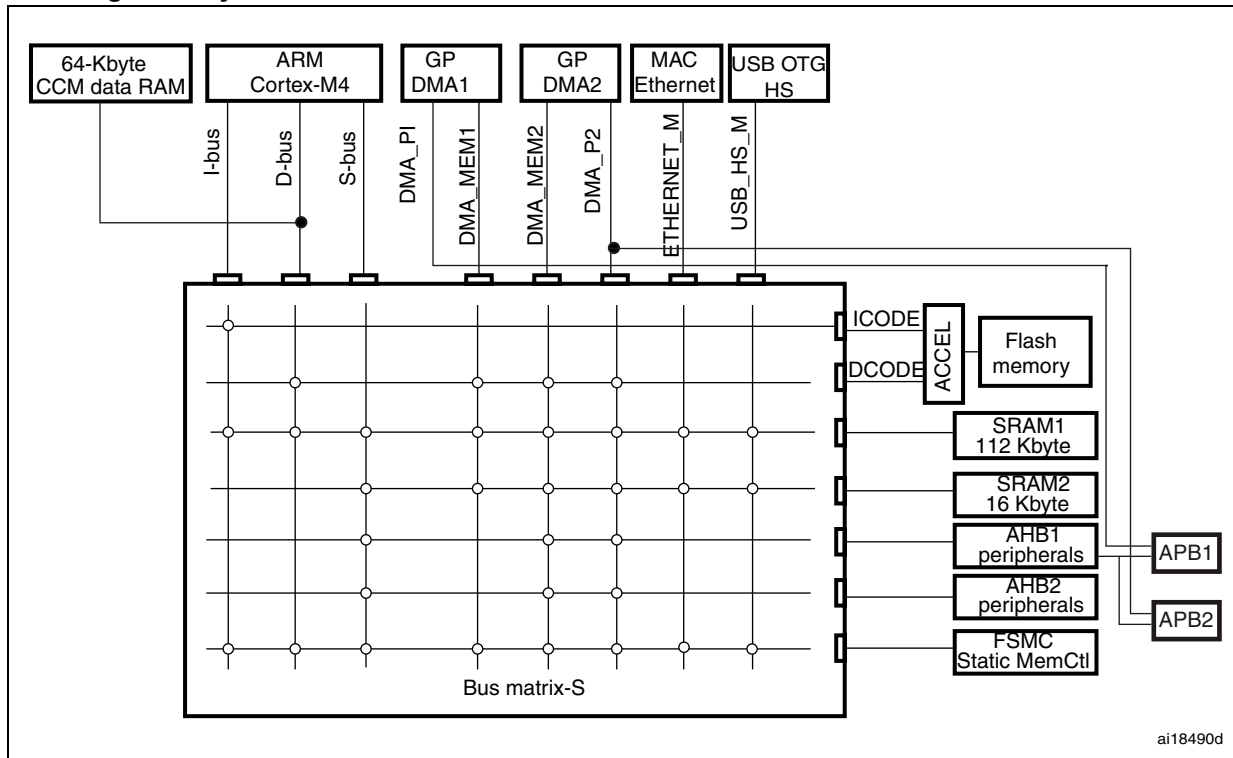 64-Kbyte
CCM data RAM
ARM
Cortex-M4
GP
DMA1
GP
DMA2
MAC
Ethernet
USB OTG
HS
I-bus
D-bus
S-bus
DMA_PI
DMA_MEM1
DMA_MEM2
DMA_P2
ETHERNET_M
USB_HS_M
ICODE
DCODE
ACCEL
Flash
memory
SRAM1
112 Kbyte
SRAM2
16 Kbyte
AHB1
peripherals
AHB2
peripherals
FSMC
Static MemCtl
APB1
APB2
Bus matrix-S
ai18490d